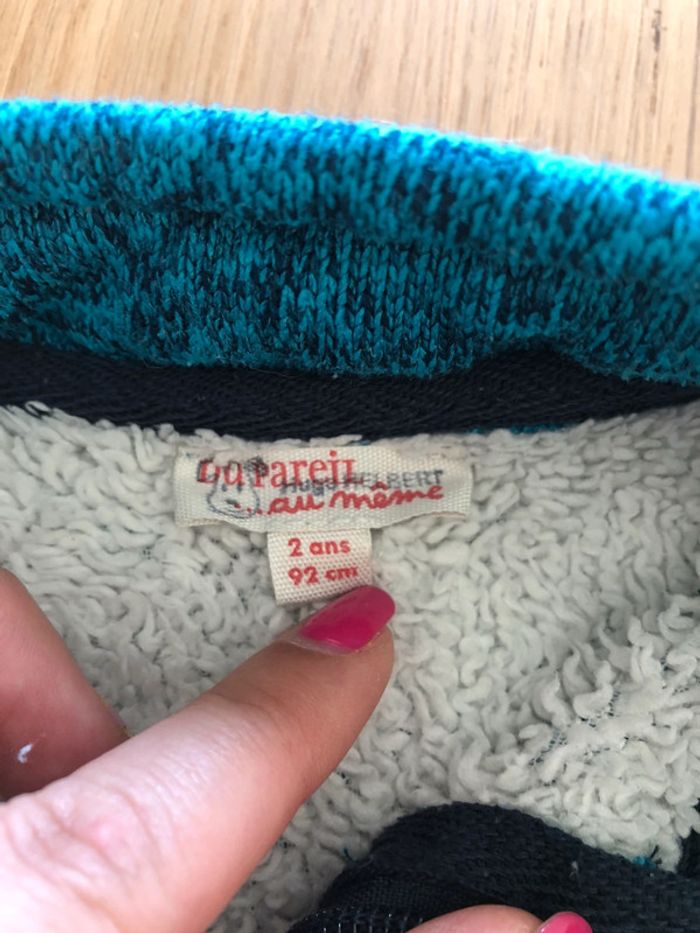 Du Pareil
...au même
2 ans
92 cm